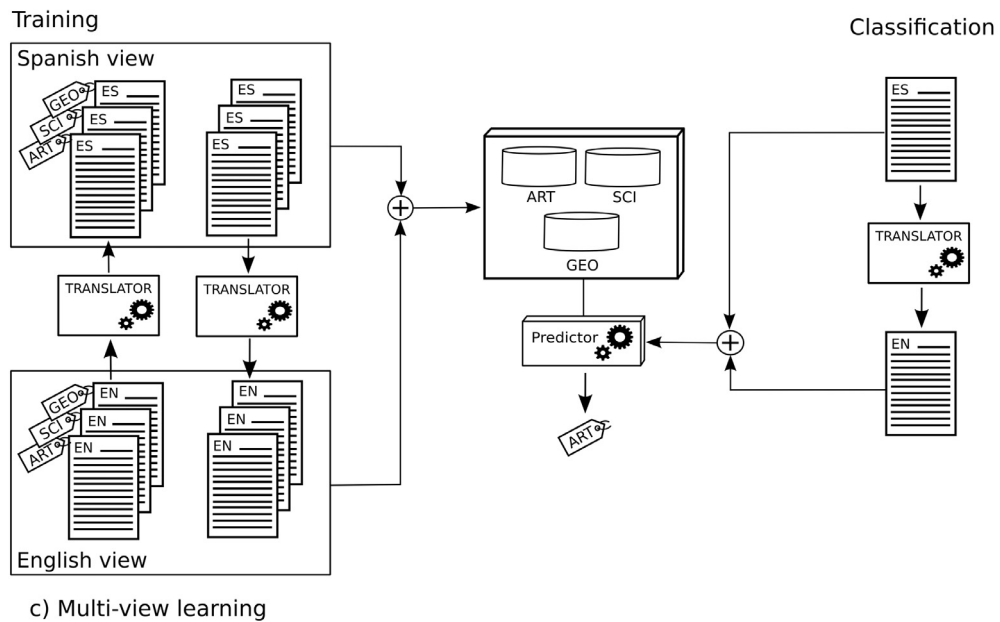 Training
Classification
Spanish view
GEO
SCI
ART
ES
ES
ES
ES
ES
ES
TRANSLATOR
TRANSLATOR
GEO
SCI
ART
EN
EN
EN
EN
EN
EN
English view
ART
SCI
GEO
Predictor
ART
ES
TRANSLATOR
EN
c) Multi-view learning